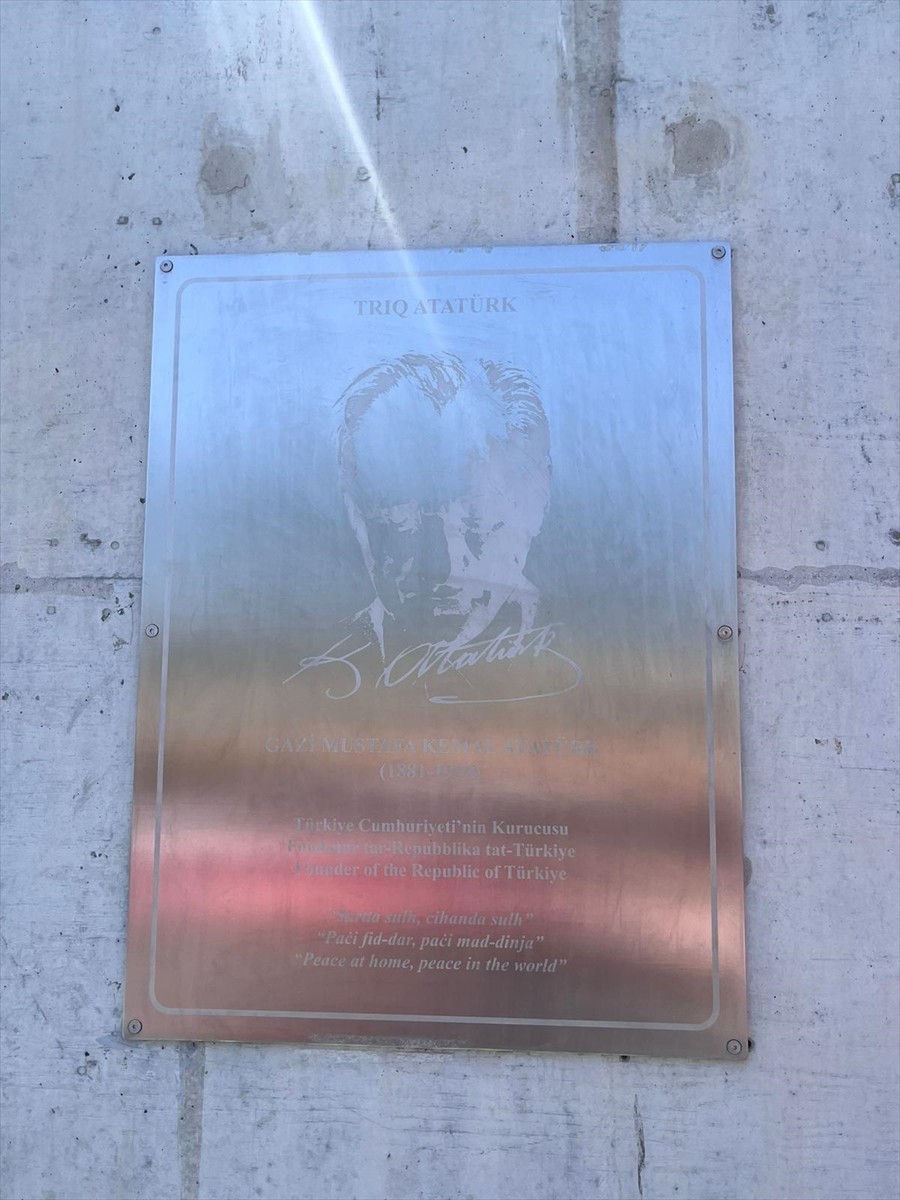 TRIQ ATATÜRK
K. Atatürk
GAZİ MUSTAFA KEMAL ATATÜRK
(1881-1938)
Türkiye Cumhuriyeti’nin Kurucusu
Fundatur tar-Repubblika tat-Türkiye
Founder of the Republic of Türkiye
“Yurtta sulh, cihanda sulh”
“Paċi fid-dar, paċi mad-dinja”
“Peace at home, peace in the world”